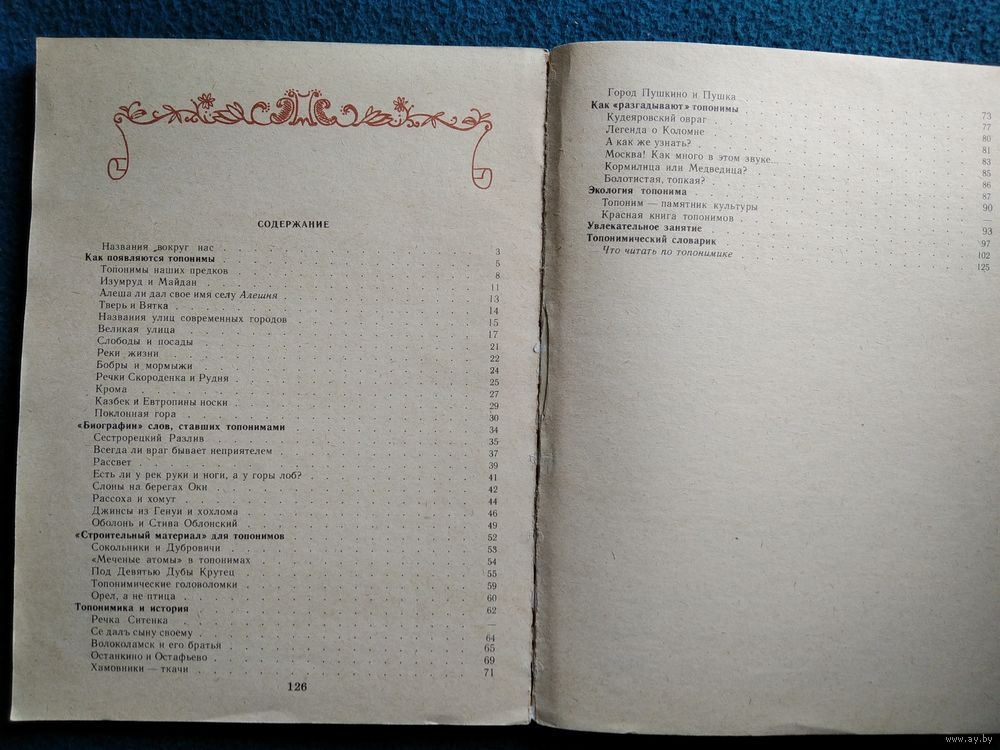 СОДЕРЖАНИЕ
Названия вокруг нас 3
Как появляются топонимы 5
Топонимы наших предков 8
Изумруд и Майдан 11
Алеша ли дал свое имя селу Алешня 13
Тверь и Вятка 14
Названия улиц современных городов 15
Великая улица 17
Слободы и посады 21
Реки жизни 22
Бобры и мормыжи 24
Речки Скороденка и Рудня 25
Крома 27
Казбек и Евтропины носки 29
Поклонная гора 30
«Биографии» слов, ставших топонимами 34
Сестрорецкий Разлив 35
Всегда ли враг бывает неприятелем 37
Рассвет 39
Есть ли у рек руки и ноги, а у горы лоб? 41
Слоны на берегах Оки 42
Рассоха и хомут 44
Джинсы из Генуи и хохлома 46
Оболонь и Стива Облонский 49
«Строительный материал» для топонимов 52
Сокольники и Дубровичи 53
«Меченые атомы» в топонимах 54
Под Девятью Дубы Крутец 55
Топонимические головоломки 59
Орел, а не птица 60
Топонимика и история 62
Речка Ситенка —
Се далъ сыну своему 64
Волоколамск и его братья 65
Останкино и Остафьево 69
Хамовники — ткачи 71
126
Город Пушкино и Пушка 73
Как «разгадывают» топонимы 77
Кудеяровский овраг 80
Легенда о Коломне 81
А как же узнать? 83
Москва! Как много в этом звуке... 85
Кормилица или Медведица? 86
Болотистая, топкая? 87
Экология топонима 90
Топоним — памятник культуры
Красная книга топонимов 93
Увлекательное занятие 97
Топонимический словарик 102
Что читать по топонимике 125
www.ay.by